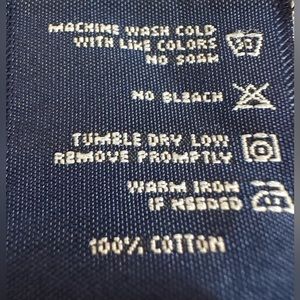 MACHINE WASH COLD
WITH LIKE COLORS
NO SOAK
NO BLEACH
TUMBLE DRY LOW
REMOVE PROMPTLY
WARM IRON
IF NEEDED
100% COTTON